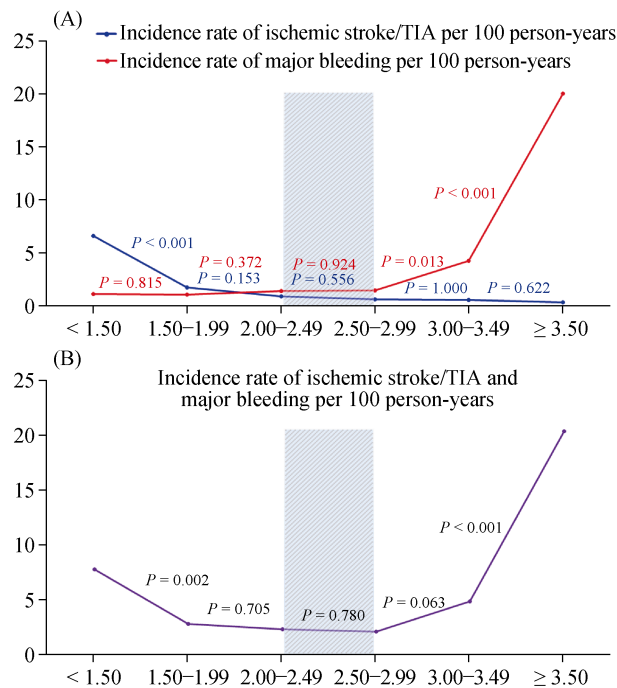 (A)
Incidence rate of ischemic stroke/TIA per 100 person-years
Incidence rate of major bleeding per 100 person-years
25
20
15
10
5
0
P < 0.001
P < 0.001
P = 0.815
P = 0.372
P = 0.153
P = 0.924
P = 0.556
P = 0.013
P = 1.000
P = 0.622
< 1.50
1.50−1.99
2.00−2.49
2.50−2.99
3.00−3.49
≥ 3.50
(B)
Incidence rate of ischemic stroke/TIA and
major bleeding per 100 person-years
25
20
15
10
5
0
P < 0.001
P = 0.002
P = 0.705
P = 0.780
P = 0.063
< 1.50
1.50−1.99
2.00−2.49
2.50−2.99
3.00−3.49
≥ 3.50